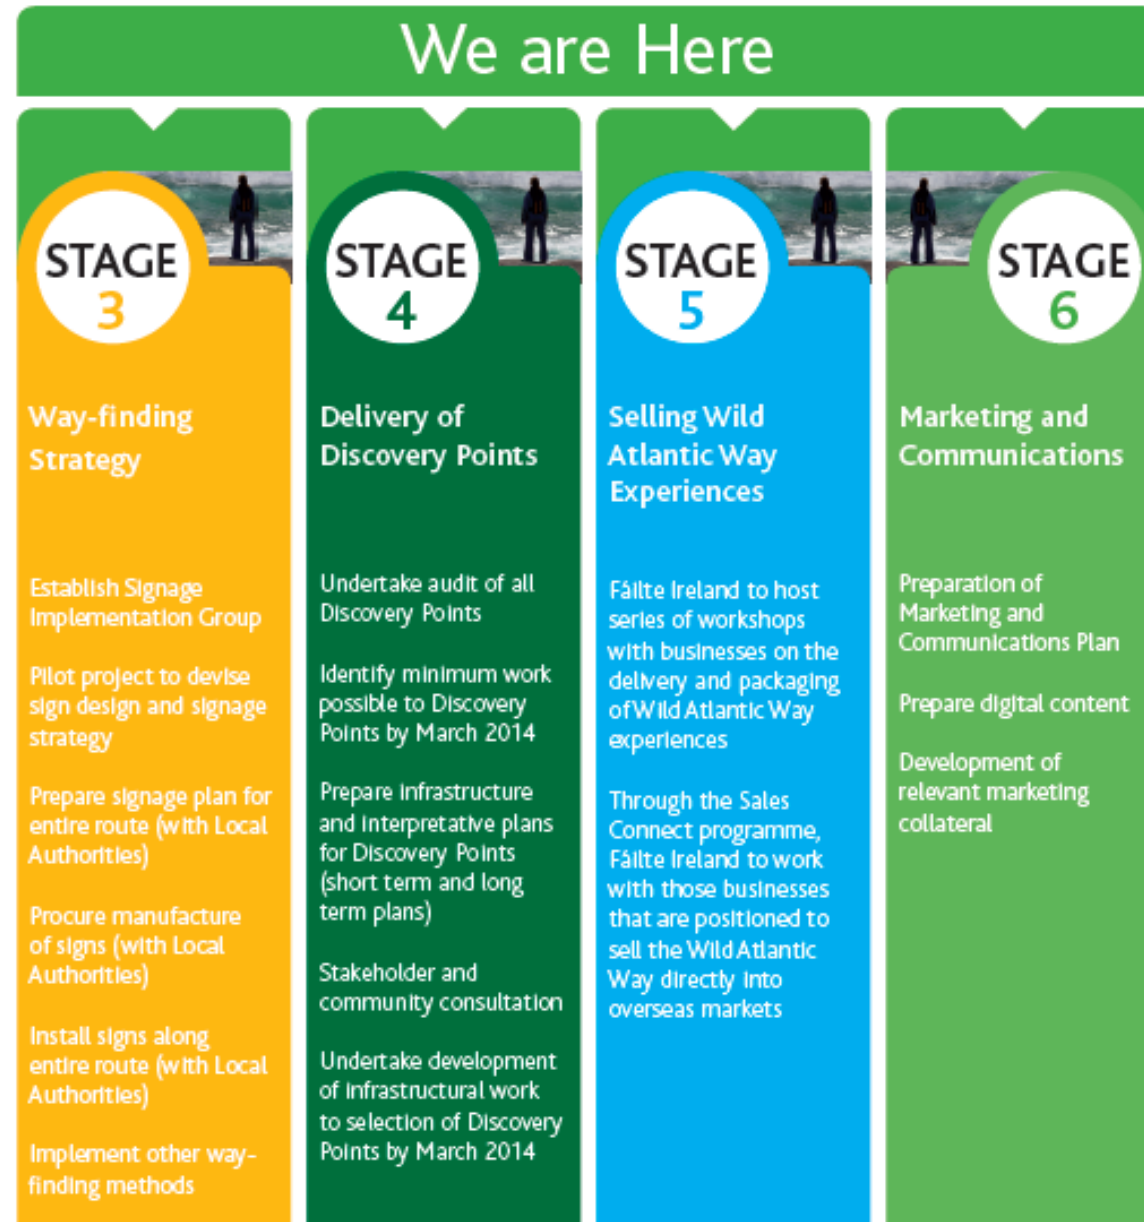 We are Here
STAGE
3
Way-finding
Strategy
Establish Signage
Implementation Group
Pilot project to devise
sign design and signage
strategy
Prepare signage plan for
entire route (with Local
Authorities)
Procure manufacture
of signs (with Local
Authorities)
Install signs along
entire route (with Local
Authorities)
Implement other way-
finding methods
STAGE
4
Delivery of
Discovery Points
Undertake audit of all
Discovery Points
Identify minimum work
possible to Discovery
Points by March 2014
Prepare infrastructure
and interpretative plans
for Discovery Points
(short term and long
term plans)
Stakeholder and
community consultation
Undertake development
of infrastructural work
to selection of Discovery
Points by March 2014
STAGE
5
Selling Wild
Atlantic Way
Experiences
Fáilte Ireland to host
series of workshops
with businesses on the
delivery and packaging
of Wild Atlantic Way
experiences
Through the Sales
Connect programme,
Fáilte Ireland to work
with those businesses
that are positioned to
sell the Wild Atlantic
Way directly into
overseas markets
STAGE
6
Marketing and
Communications
Preparation of
Marketing and
Communications Plan
Prepare digital content
Development of
relevant marketing
collateral